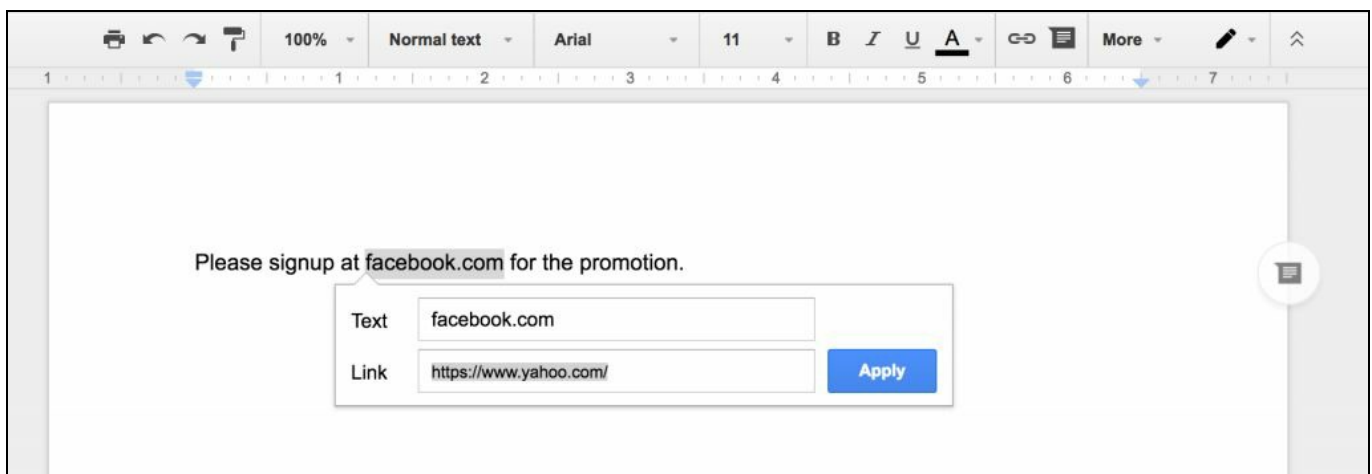 100% Normal text Arial 11 B I U A More
1 1 2 3 4 5 6 7
Please signup at facebook.com for the promotion.
Text facebook.com
Link https://www.yahoo.com/ Apply